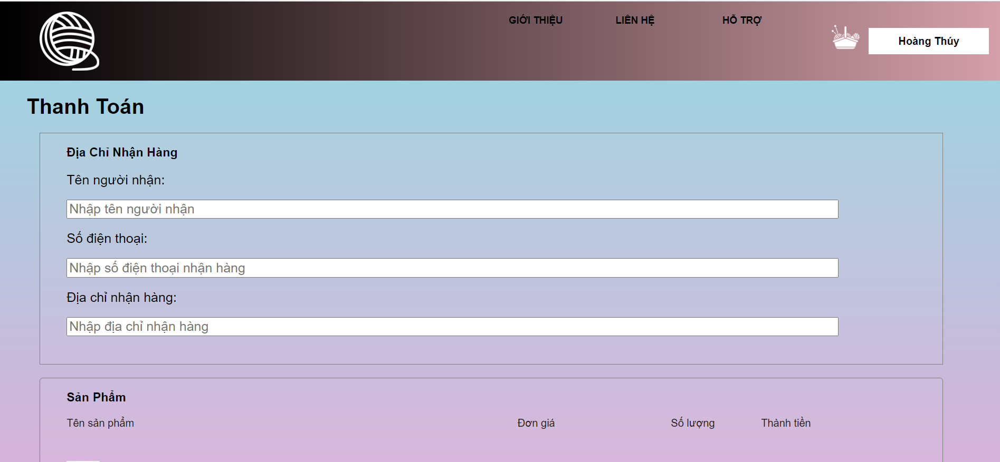 GIỚI THIỆU
LIÊN HỆ
HỖ TRỢ
Hoàng Thúy
Thanh Toán
Địa Chỉ Nhận Hàng
Tên người nhận:
Nhập tên người nhận
Số điện thoại:
Nhập số điện thoại nhận hàng
Địa chỉ nhận hàng:
Nhập địa chỉ nhận hàng
Sản Phẩm
Tên sản phẩm
Đơn giá
Số lượng
Thành tiền